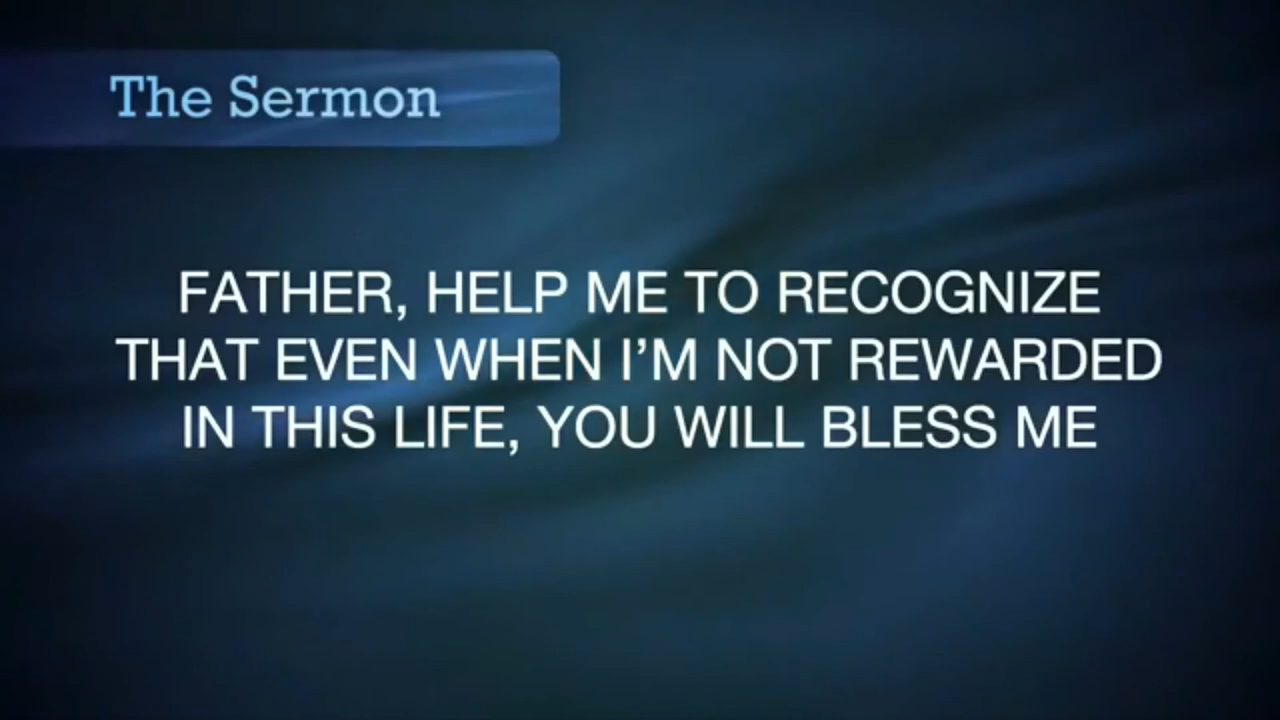 The Sermon
FATHER, HELP ME TO RECOGNIZE
THAT EVEN WHEN I’M NOT REWARDED
IN THIS LIFE, YOU WILL BLESS ME